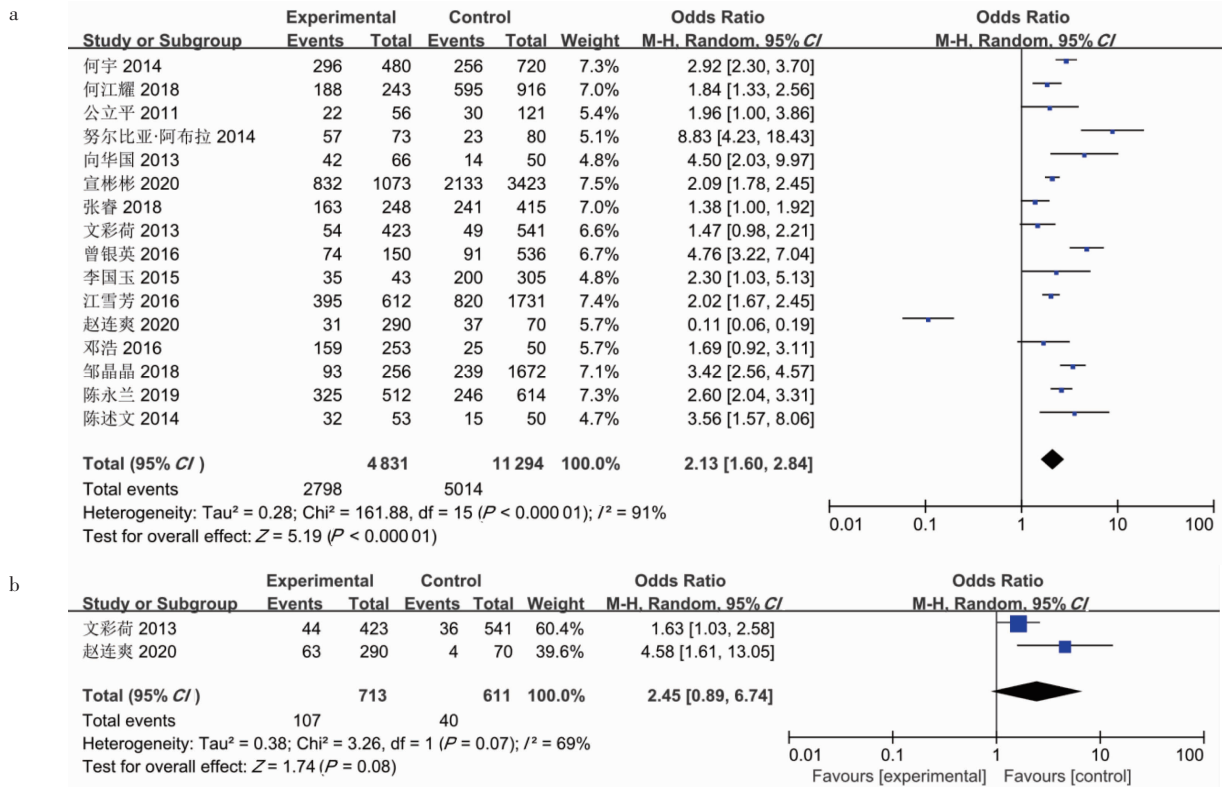 a
Experimental Control Odds Ratio Odds Ratio
Study or Subgroup Events Total Events Total Weight M-H, Random, 95% CI M-H, Random, 95% CI
何宇 2014 296 480 256 720 7.3% 2.92 [2.30, 3.70]
何江耀 2018 188 243 595 916 7.0% 1.84 [1.33, 2.56]
公立平 2011 22 56 30 121 5.4% 1.96 [1.00, 3.86]
努尔比亚·阿布拉 2014 57 73 23 80 5.1% 8.83 [4.23, 18.43]
向华国 2013 42 66 14 50 4.8% 4.50 [2.03, 9.97]
宣彬彬 2020 832 1073 2133 3423 7.5% 2.09 [1.78, 2.45]
张睿 2018 163 248 241 415 7.0% 1.38 [1.00, 1.92]
文彩荷 2013 54 423 49 541 6.6% 1.47 [0.98, 2.21]
曾银英 2016 74 150 91 536 6.7% 4.76 [3.22, 7.04]
李国玉 2015 35 43 200 305 4.8% 2.30 [1.03, 5.13]
江雪芳 2016 395 612 820 1731 7.4% 2.02 [1.67, 2.45]
赵连爽 2020 31 290 37 70 5.7% 0.11 [0.06, 0.19]
邓浩 2016 159 253 25 50 5.7% 1.69 [0.92, 3.11]
邹晶晶 2018 93 256 239 1672 7.1% 3.42 [2.56, 4.57]
陈永兰 2019 325 512 246 614 7.3% 2.60 [2.04, 3.31]
陈述文 2014 32 53 15 50 4.7% 3.56 [1.57, 8.06]
Total (95% CI ) 4 831 11 294 100.0% 2.13 [1.60, 2.84]
Total events 2798 5014
Heterogeneity: Tau² = 0.28; Chi² = 161.88, df = 15 (P < 0.000 01); I² = 91%
Test for overall effect: Z = 5.19 (P < 0.000 01)
0.01 0.1 1 10 100
b
Experimental Control Odds Ratio Odds Ratio
Study or Subgroup Events Total Events Total Weight M-H, Random, 95% CI M-H, Random, 95% CI
文彩荷 2013 44 423 36 541 60.4% 1.63 [1.03, 2.58]
赵连爽 2020 63 290 4 70 39.6% 4.58 [1.61, 13.05]
Total (95% CI ) 713 611 100.0% 2.45 [0.89, 6.74]
Total events 107 40
Heterogeneity: Tau² = 0.38; Chi² = 3.26, df = 1 (P = 0.07); I² = 69%
Test for overall effect: Z = 1.74 (P = 0.08)
0.01 0.1 1 10 100
Favours [experimental] Favours [control]